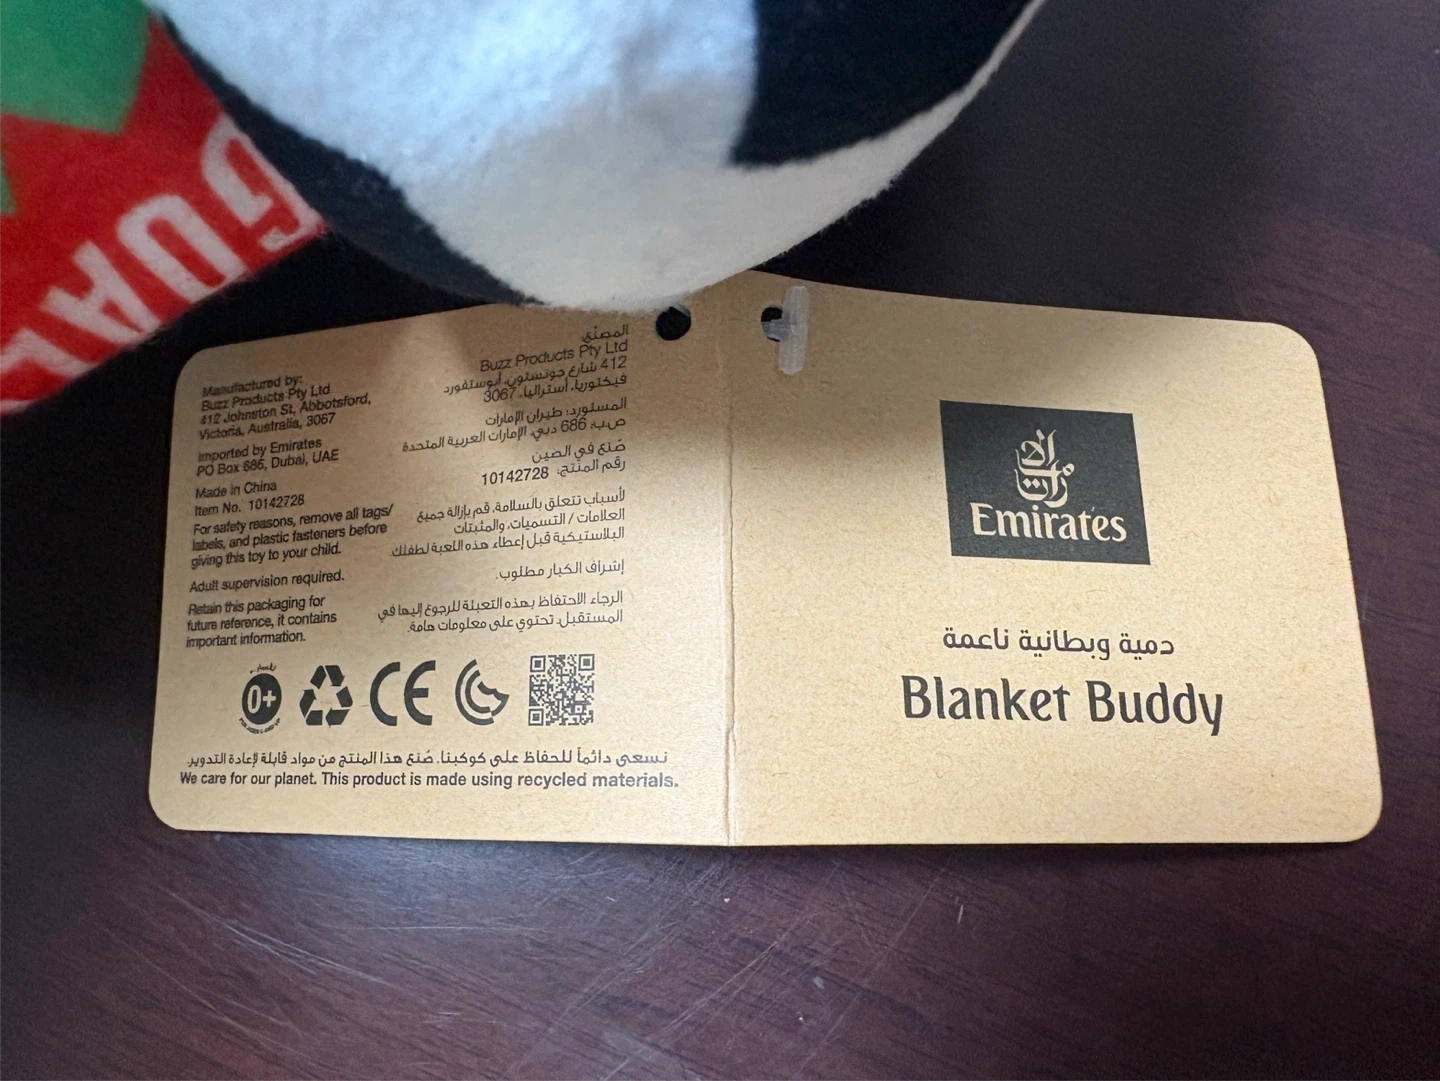 GUA
Manufactured by:
Buzz Products Pty Ltd
412 Johnston St, Abbotsford,
Victoria, Australia, 3067
Imported by Emirates
PO Box 686, Dubai, UAE
Made in China
Item No. 10142728
For safety reasons, remove all tags/
labels, and plastic fasteners before
giving this toy to your child.
Adult supervision required.
Retain this packaging for
future reference, it contains
important information.
المصنّع:
Buzz Products Pty Ltd
412 شارع جونستون، أبوتسفورد
فيكتوريا، أستراليا، 3067
المستورد: طيران الإمارات
ص.ب: 686 دبي، الإمارات العربية المتحدة
صُنع في الصين
رقم المنتج: 10142728
لأسباب تتعلق بالسلامة، قم بإزالة جميع
العلامات / التسميات، والمثبتات
البلاستيكية قبل إعطاء هذه اللعبة لطفلك.
إشراف الكبار مطلوب.
الرجاء الاحتفاظ بهذه التعبئة للرجوع إليها في
المستقبل، تحتوي على معلومات هامة.
0+
CE
نسعى دائماً للحفاظ على كوكبنا. صُنع هذا المنتج من مواد قابلة لإعادة التدوير.
We care for our planet. This product is made using recycled materials.
الإمارات
Emirates
دمية وبطانية ناعمة
Blanket Buddy